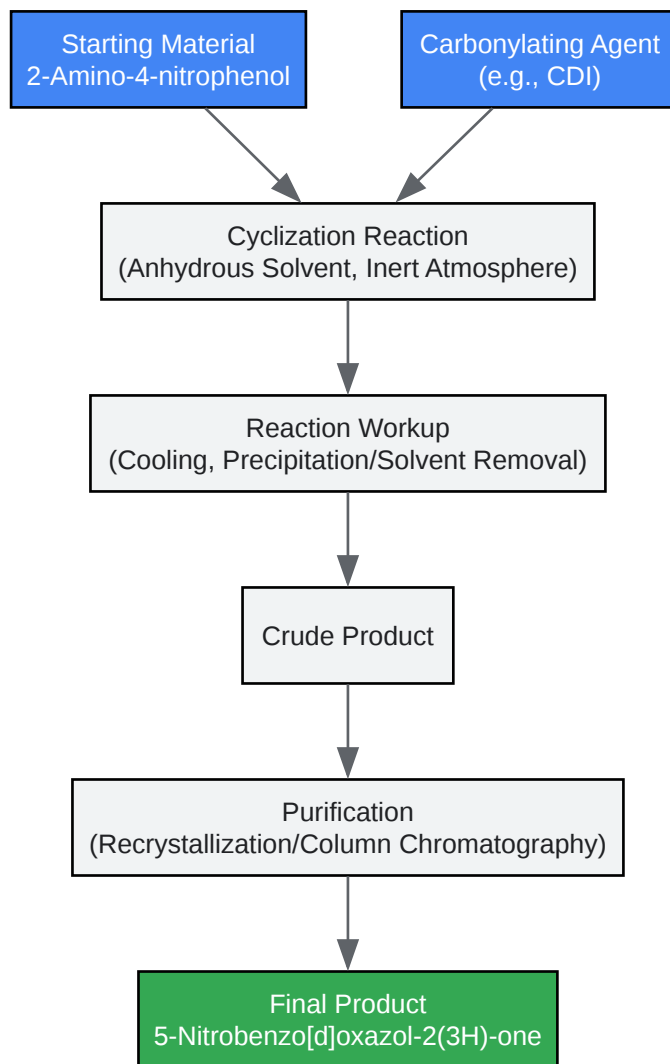 Starting Material
2-Amino-4-nitrophenol
Carbonylating Agent
(e.g., CDI)
Cyclization Reaction
(Anhydrous Solvent, Inert Atmosphere)
Reaction Workup
(Cooling, Precipitation/Solvent Removal)
Crude Product
Purification
(Recrystallization/Column Chromatography)
Final Product
5-Nitrobenzo[d]oxazol-2(3H)-one